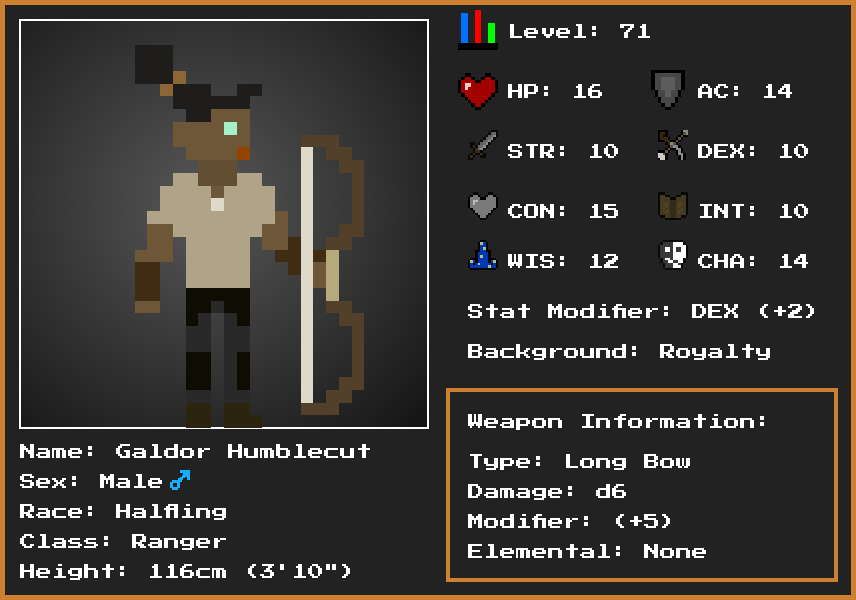 Level: 71
HP: 16
AC: 14
STR: 10
DEX: 10
CON: 15
INT: 10
WIS: 12
CHA: 14
Stat Modifier: DEX (+2)
Background: Royalty
Weapon Information:
Type: Long Bow
Damage: d6
Modifier: (+5)
Elemental: None
Name: Galdor Humblecut
Sex: Male♂
Race: Halfling
Class: Ranger
Height: 116cm (3'10")